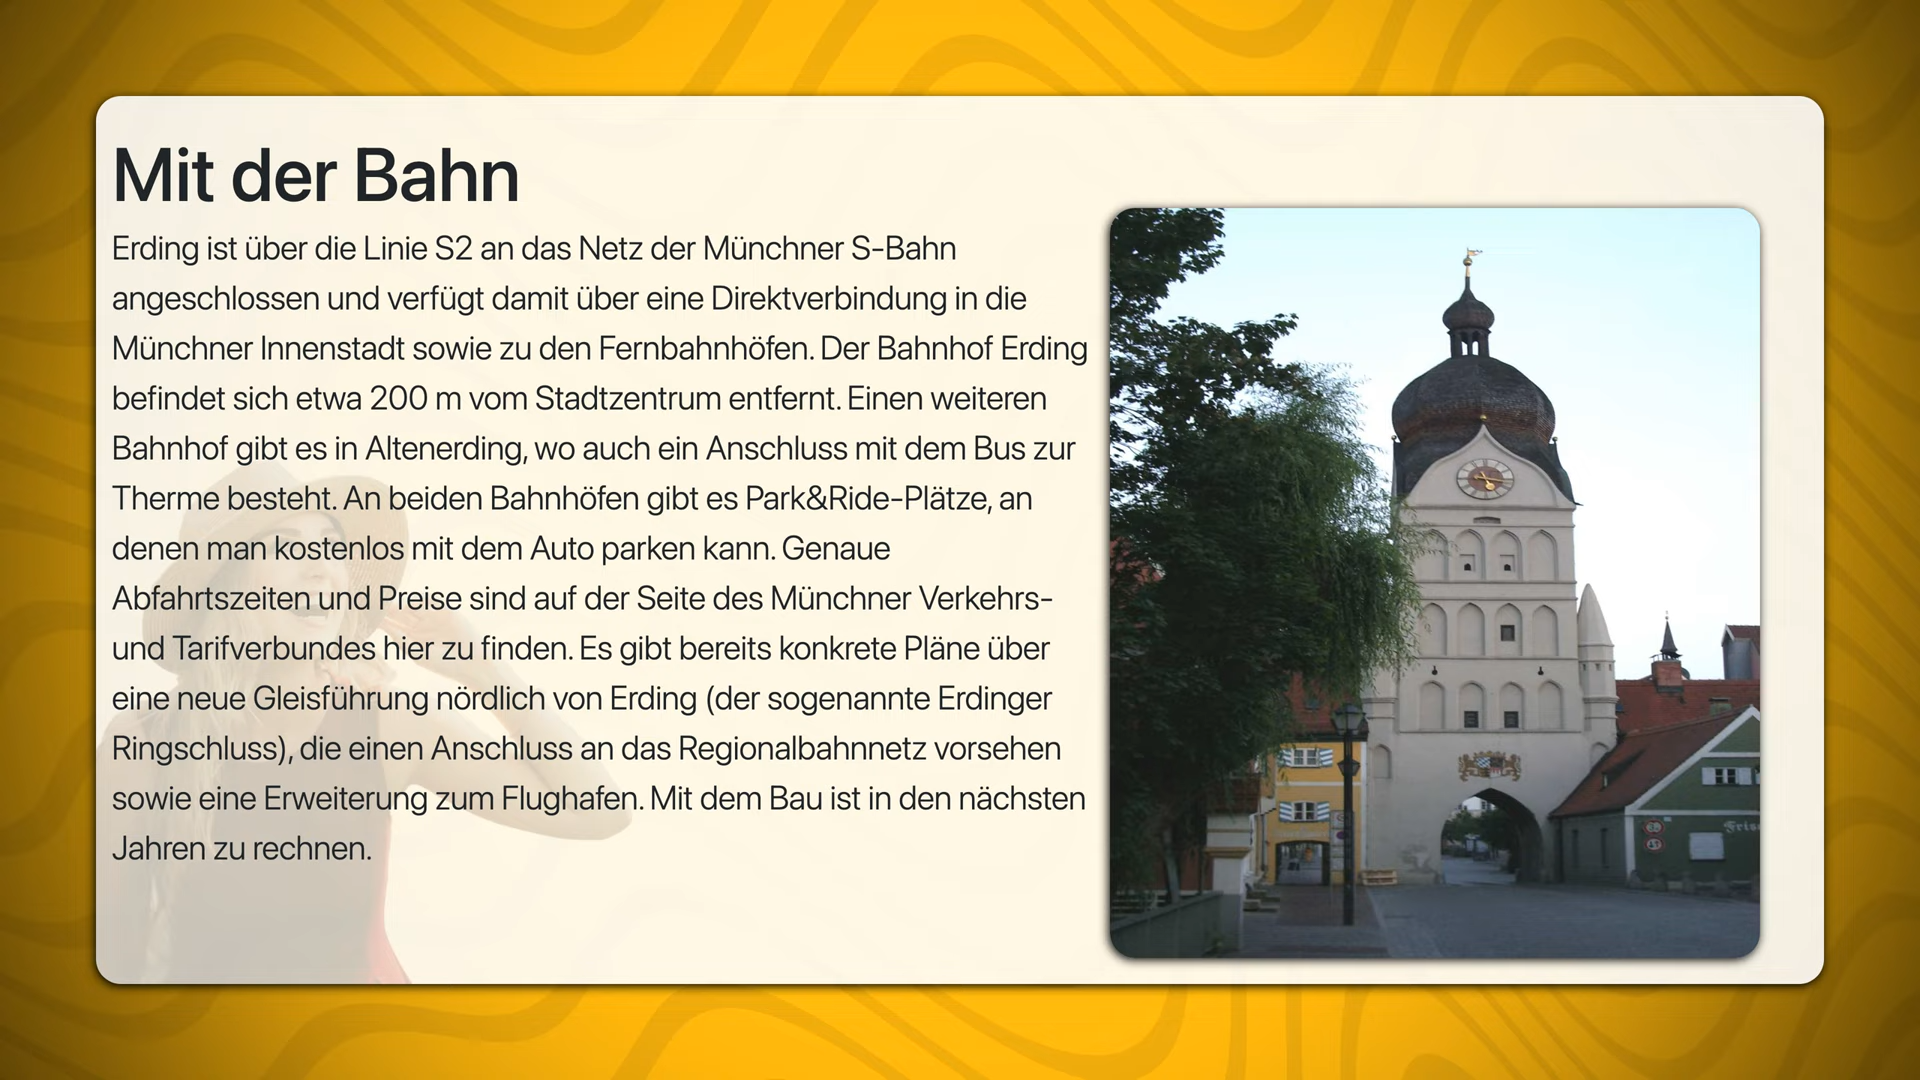 Mit der Bahn
Erding ist über die Linie S2 an das Netz der Münchner S-Bahn
angeschlossen und verfügt damit über eine Direktverbindung in die
Münchner Innenstadt sowie zu den Fernbahnhöfen. Der Bahnhof Erding
befindet sich etwa 200 m vom Stadtzentrum entfernt. Einen weiteren
Bahnhof gibt es in Altenerding, wo auch ein Anschluss mit dem Bus zur
Therme besteht. An beiden Bahnhöfen gibt es Park&Ride-Plätze, an
denen man kostenlos mit dem Auto parken kann. Genaue
Abfahrtszeiten und Preise sind auf der Seite des Münchner Verkehrs-
und Tarifverbundes hier zu finden. Es gibt bereits konkrete Pläne über
eine neue Gleisführung nördlich von Erding (der sogenannte Erdinger
Ringschluss), die einen Anschluss an das Regionalbahnnetz vorsehen
sowie eine Erweiterung zum Flughafen. Mit dem Bau ist in den nächsten
Jahren zu rechnen.